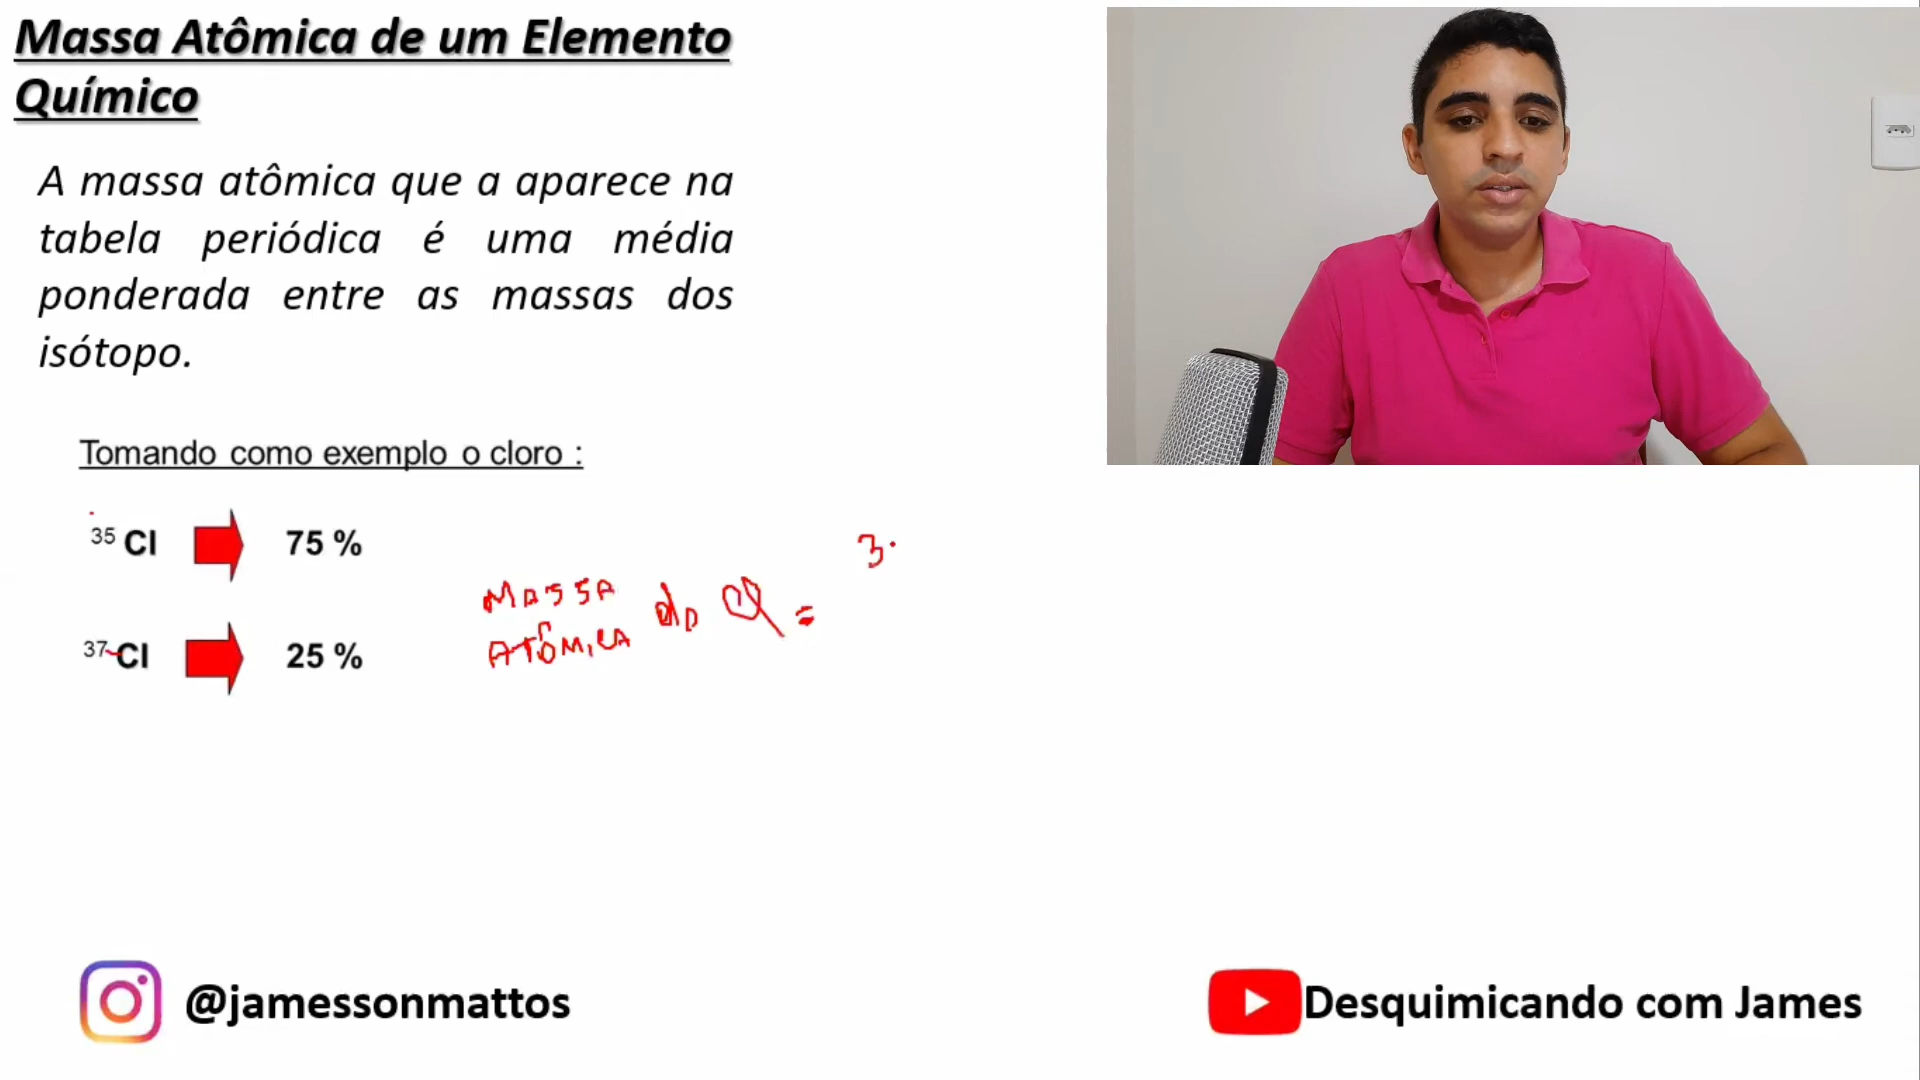 Massa Atômica de um Elemento
Químico
A massa atômica que a aparece na
tabela periódica é uma média
ponderada entre as massas dos
isótopo.
Tomando como exemplo o cloro :
35 Cl 75 %
37 Cl 25 %
MASSA
ATÔMICA do Cl =
3
@jamessonmattos
Desquimicando com James